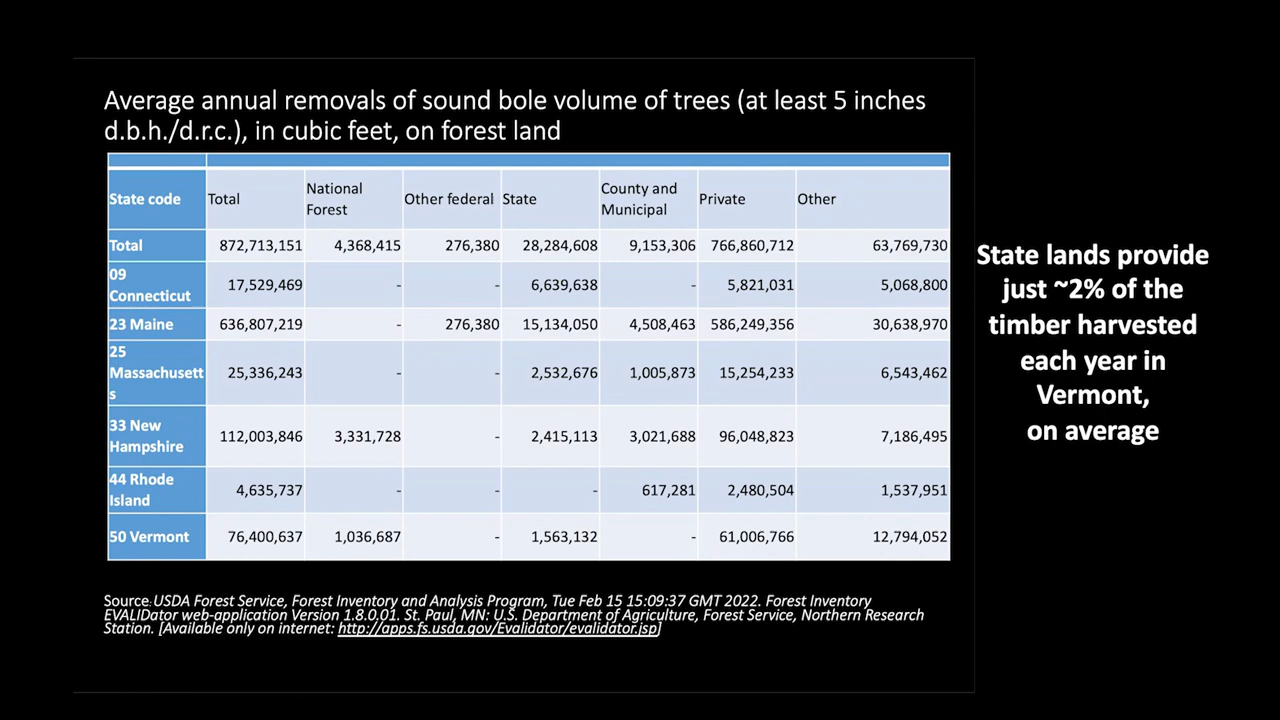 Average annual removals of sound bole volume of trees (at least 5 inches
d.b.h./d.r.c.), in cubic feet, on forest land
State code Total National Forest Other federal State County and Municipal Private Other
Total 872,713,151 4,368,415 276,380 28,284,608 9,153,306 766,860,712 63,769,730
09 Connecticut 17,529,469 - - 6,639,638 - 5,821,031 5,068,800
23 Maine 636,807,219 - 276,380 15,134,050 4,508,463 586,249,356 30,638,970
25 Massachusetts 25,336,243 - - 2,532,676 1,005,873 15,254,233 6,543,462
33 New Hampshire 112,003,846 3,331,728 - 2,415,113 3,021,688 96,048,823 7,186,495
44 Rhode Island 4,635,737 - - - 617,281 2,480,504 1,537,951
50 Vermont 76,400,637 1,036,687 - 1,563,132 - 61,006,766 12,794,052
State lands provide
just ~2% of the
timber harvested
each year in
Vermont,
on average
Source: USDA Forest Service, Forest Inventory and Analysis Program, Tue Feb 15 15:09:37 GMT 2022. Forest Inventory
EVALIDator web-application Version 1.8.0.01. St. Paul, MN: U.S. Department of Agriculture, Forest Service, Northern Research
Station. [Available only on internet: http://apps.fs.usda.gov/Evalidator/evalidator.jsp]